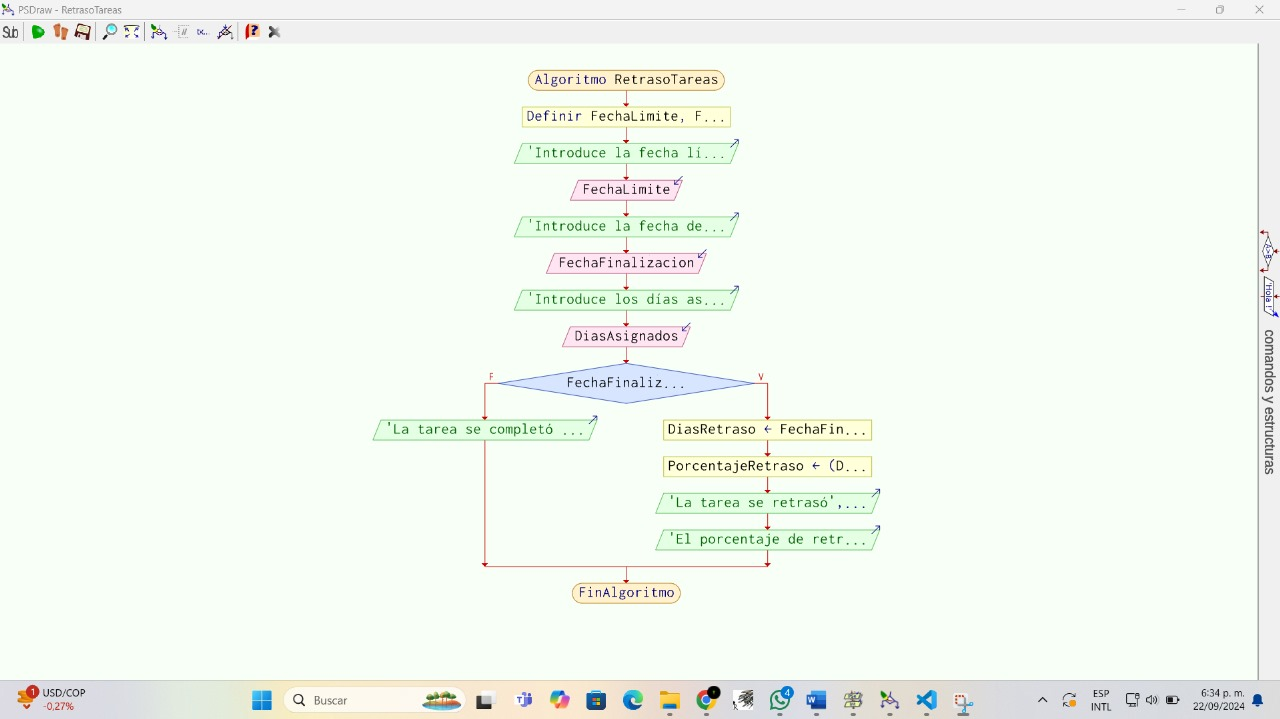 PSDraw - RetrasoTareas
Sub
Algoritmo RetrasoTareas
Definir FechaLimite, F...
'Introduce la fecha lí...
FechaLimite
'Introduce la fecha de...
FechaFinalizacion
'Introduce los días as...
DiasAsignados
F
FechaFinaliz...
V
'La tarea se completó ...
DiasRetraso ← FechaFin...
PorcentajeRetraso ← (D...
'La tarea se retrasó',...
'El porcentaje de retr...
FinAlgoritmo
comandos y estructuras
1
USD/COP
-0,27%
Buscar
4
ESP
INTL
6:34 p. m.
22/09/2024